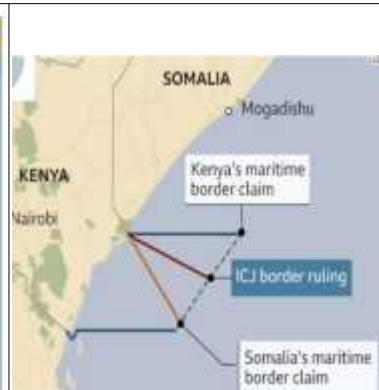 SOMALIA
Mogadishu
KENYA
Kenya's maritime
border claim
Nairobi
ICJ border ruling
Somalia's maritime
border claim